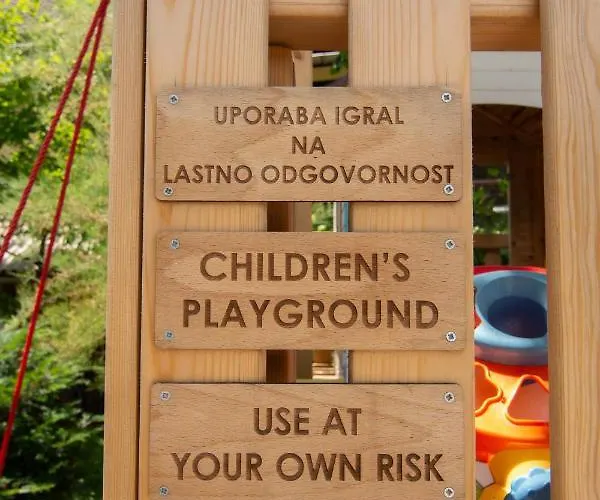 UPORABA IGRAL
NA
LASTNO ODGOVORNOST
CHILDREN'S
PLAYGROUND
USE AT
YOUR OWN RISK